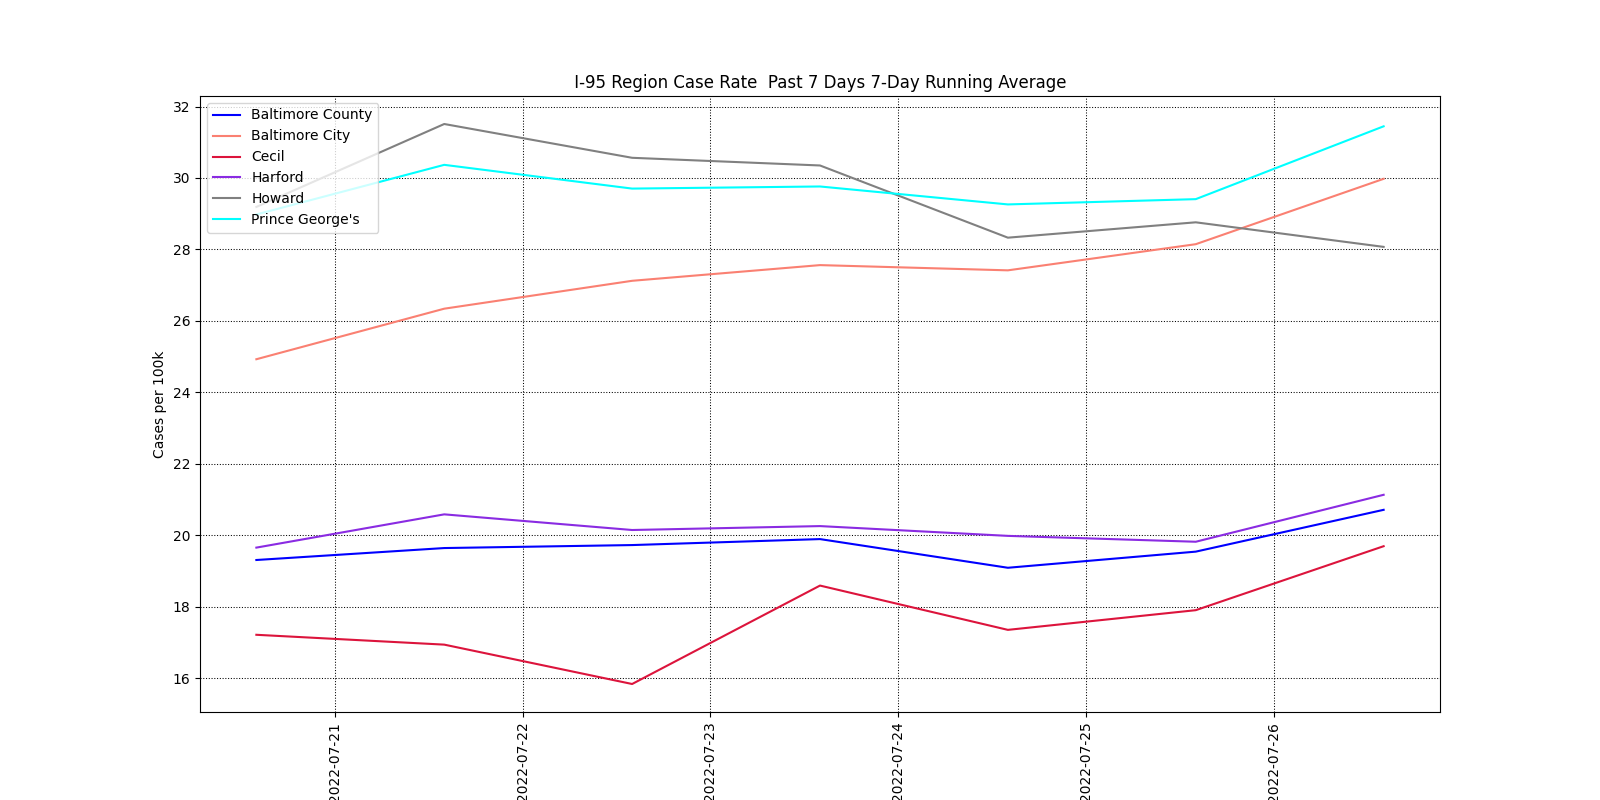 I-95 Region Case Rate  Past 7 Days 7-Day Running Average
Baltimore County
Baltimore City
Cecil
Harford
Howard
Prince George's
Cases per 100k
32
30
28
26
24
22
20
18
16
2022-07-21
2022-07-22
2022-07-23
2022-07-24
2022-07-25
2022-07-26